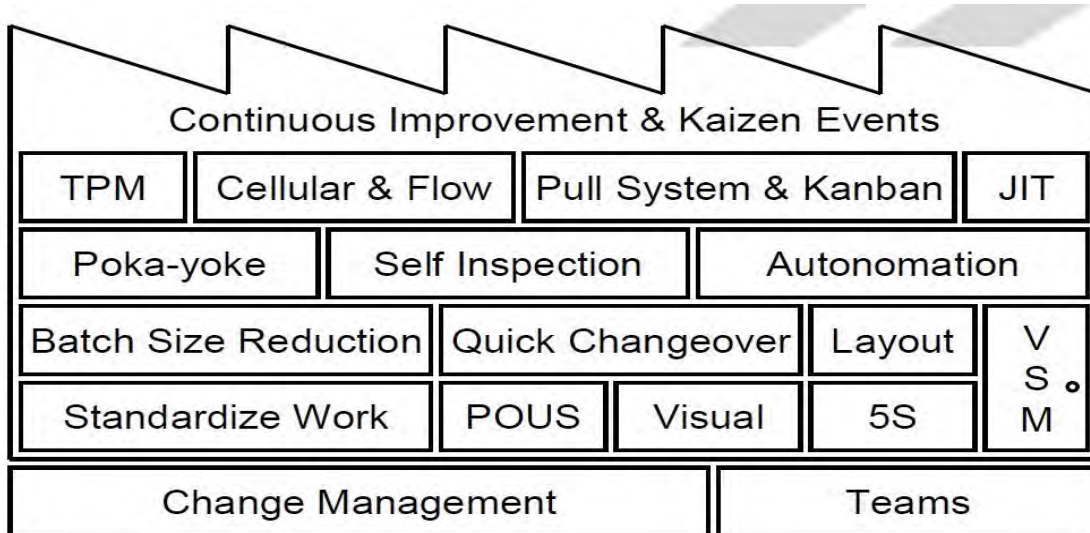 Continuous Improvement & Kaizen Events
TPM Cellular & Flow Pull System & Kanban JIT
Poka-yoke Self Inspection Autonomation
Batch Size Reduction Quick Changeover Layout VSM
Standardize Work POUS Visual 5S
Change Management Teams